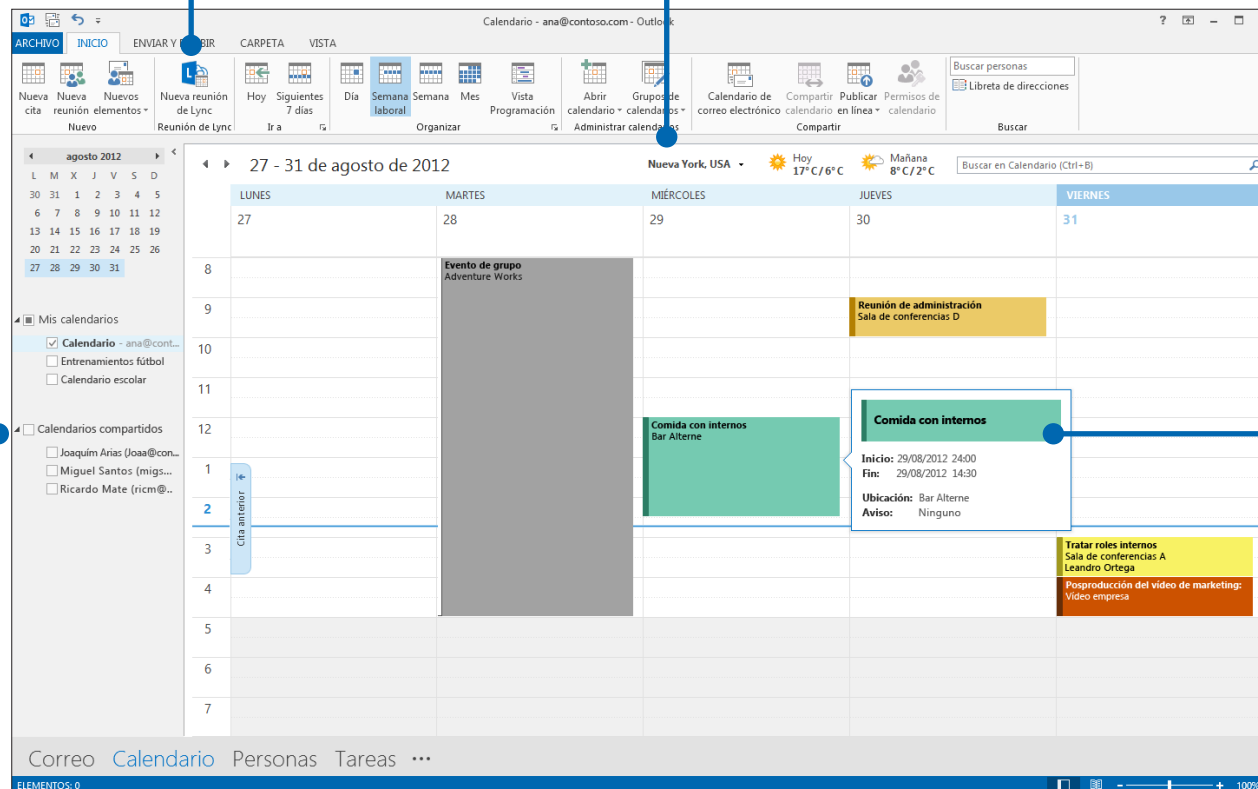 Calendario - ana@contoso.com - Outlook
ARCHIVO INICIO ENVIAR Y RECIBIR CARPETA VISTA
Nueva cita
Nueva reunión
Nuevos elementos
Nueva reunión de Lync
Hoy
Siguientes 7 días
Día
Semana laboral
Semana
Mes
Vista Programación
Abrir calendario
Grupos de calendarios
Calendario de correo electrónico
Compartir calendario
Publicar en línea
Permisos de calendario
Buscar personas
Libreta de direcciones
Nuevo
Reunión de Lync
Ir a
Organizar
Administrar calendarios
Compartir
Buscar
agosto 2012
L M X J V S D
30 31 1 2 3 4 5
6 7 8 9 10 11 12
13 14 15 16 17 18 19
20 21 22 23 24 25 26
27 28 29 30 31
Mis calendarios
Calendario - ana@cont...
Entrenamientos fútbol
Calendario escolar
Calendarios compartidos
Joaquím Arias (Joaa@con...
Miguel Santos (migs...
Ricardo Mate (ricm@..
27 - 31 de agosto de 2012
Nueva York, USA
Hoy
17°C/6°C
Mañana
8°C/2°C
Buscar en Calendario (Ctrl+B)
LUNES MARTES MIÉRCOLES JUEVES VIERNES
27 28 29 30 31
8
9
10
11
12
1
2
3
4
5
6
7
Cita anterior
Evento de grupo
Adventure Works
Comida con internos
Bar Alterne
Reunión de administración
Sala de conferencias D
Comida con internos
Inicio: 29/08/2012 24:00
Fin: 29/08/2012 14:30
Ubicación: Bar Alterne
Aviso: Ninguno
Tratar roles internos
Sala de conferencias A
Leandro Ortega
Posproducción del vídeo de marketing:
Vídeo empresa
Correo Calendario Personas Tareas ···
ELEMENTOS: 0
100%